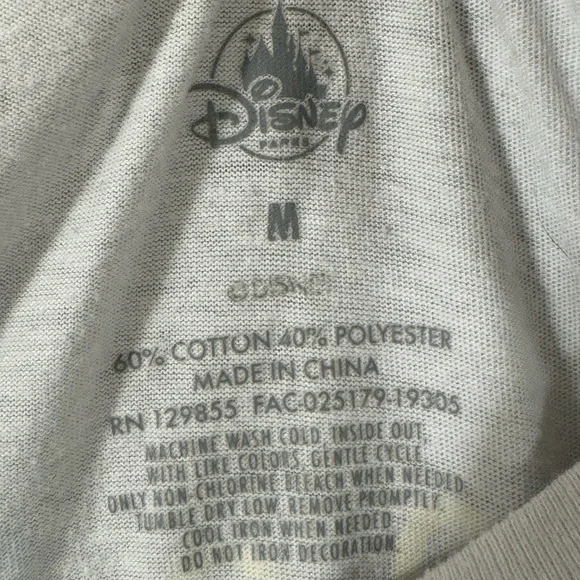 Disney
PARKS
M
©DISNEY
60% COTTON 40% POLYESTER
MADE IN CHINA
RN 129855 FAC-025179-19305
MACHINE WASH COLD, INSIDE OUT,
WITH LIKE COLORS, GENTLE CYCLE.
ONLY NON-CHLORINE BLEACH WHEN NEEDED.
TUMBLE DRY LOW. REMOVE PROMPTLY.
COOL IRON WHEN NEEDED.
DO NOT IRON DECORATION.